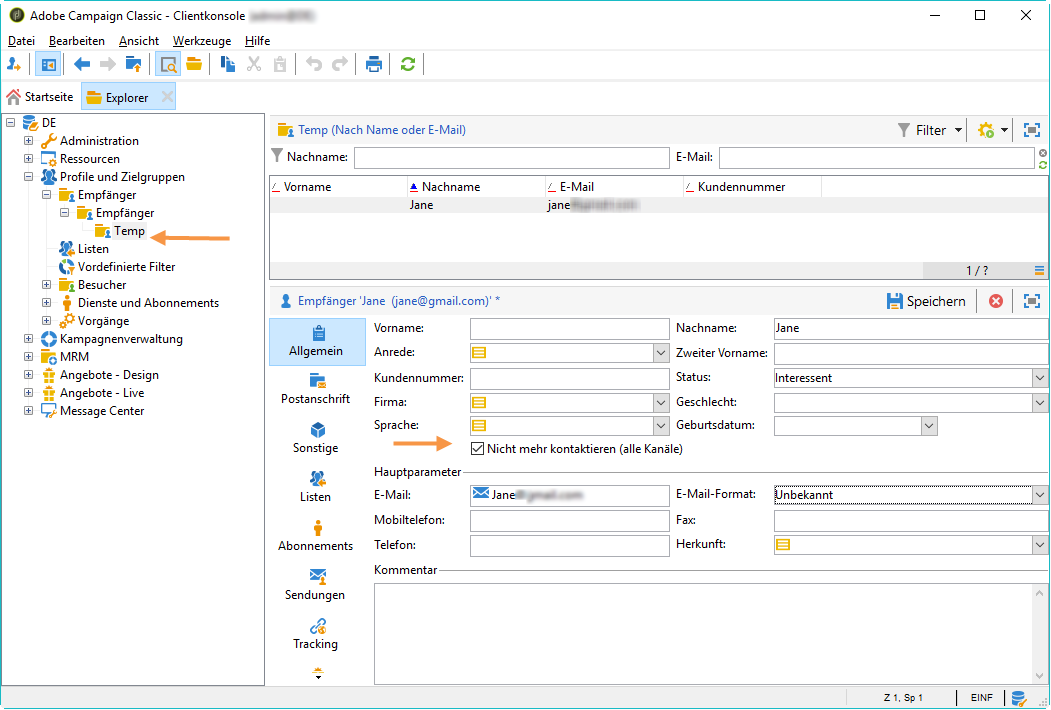 Adobe Campaign Classic - Clientkonsole
Datei Bearbeiten Ansicht Werkzeuge Hilfe
Startseite Explorer
DE
Administration
Ressourcen
Profile und Zielgruppen
Empfänger
Empfänger
Temp
Listen
Vordefinierte Filter
Besucher
Dienste und Abonnements
Vorgänge
Kampagnenverwaltung
MRM
Angebote - Design
Angebote - Live
Message Center
Temp (Nach Name oder E-Mail)
Filter
Nachname: E-Mail:
Vorname Nachname E-Mail Kundennummer
Jane jane
1 / ?
Empfänger 'Jane (jane@gmail.com)' *
Speichern
Allgemein
Postanschrift
Sonstige
Listen
Abonnements
Sendungen
Tracking
Vorname: Nachname: Jane
Anrede: Zweiter Vorname:
Kundennummer: Status: Interessent
Firma: Geschlecht:
Sprache: Geburtsdatum:
Nicht mehr kontaktieren (alle Kanäle)
Hauptparameter
E-Mail: Jane E-Mail-Format: Unbekannt
Mobiltelefon: Fax:
Telefon: Herkunft:
Kommentar
Z 1, Sp 1 EINF